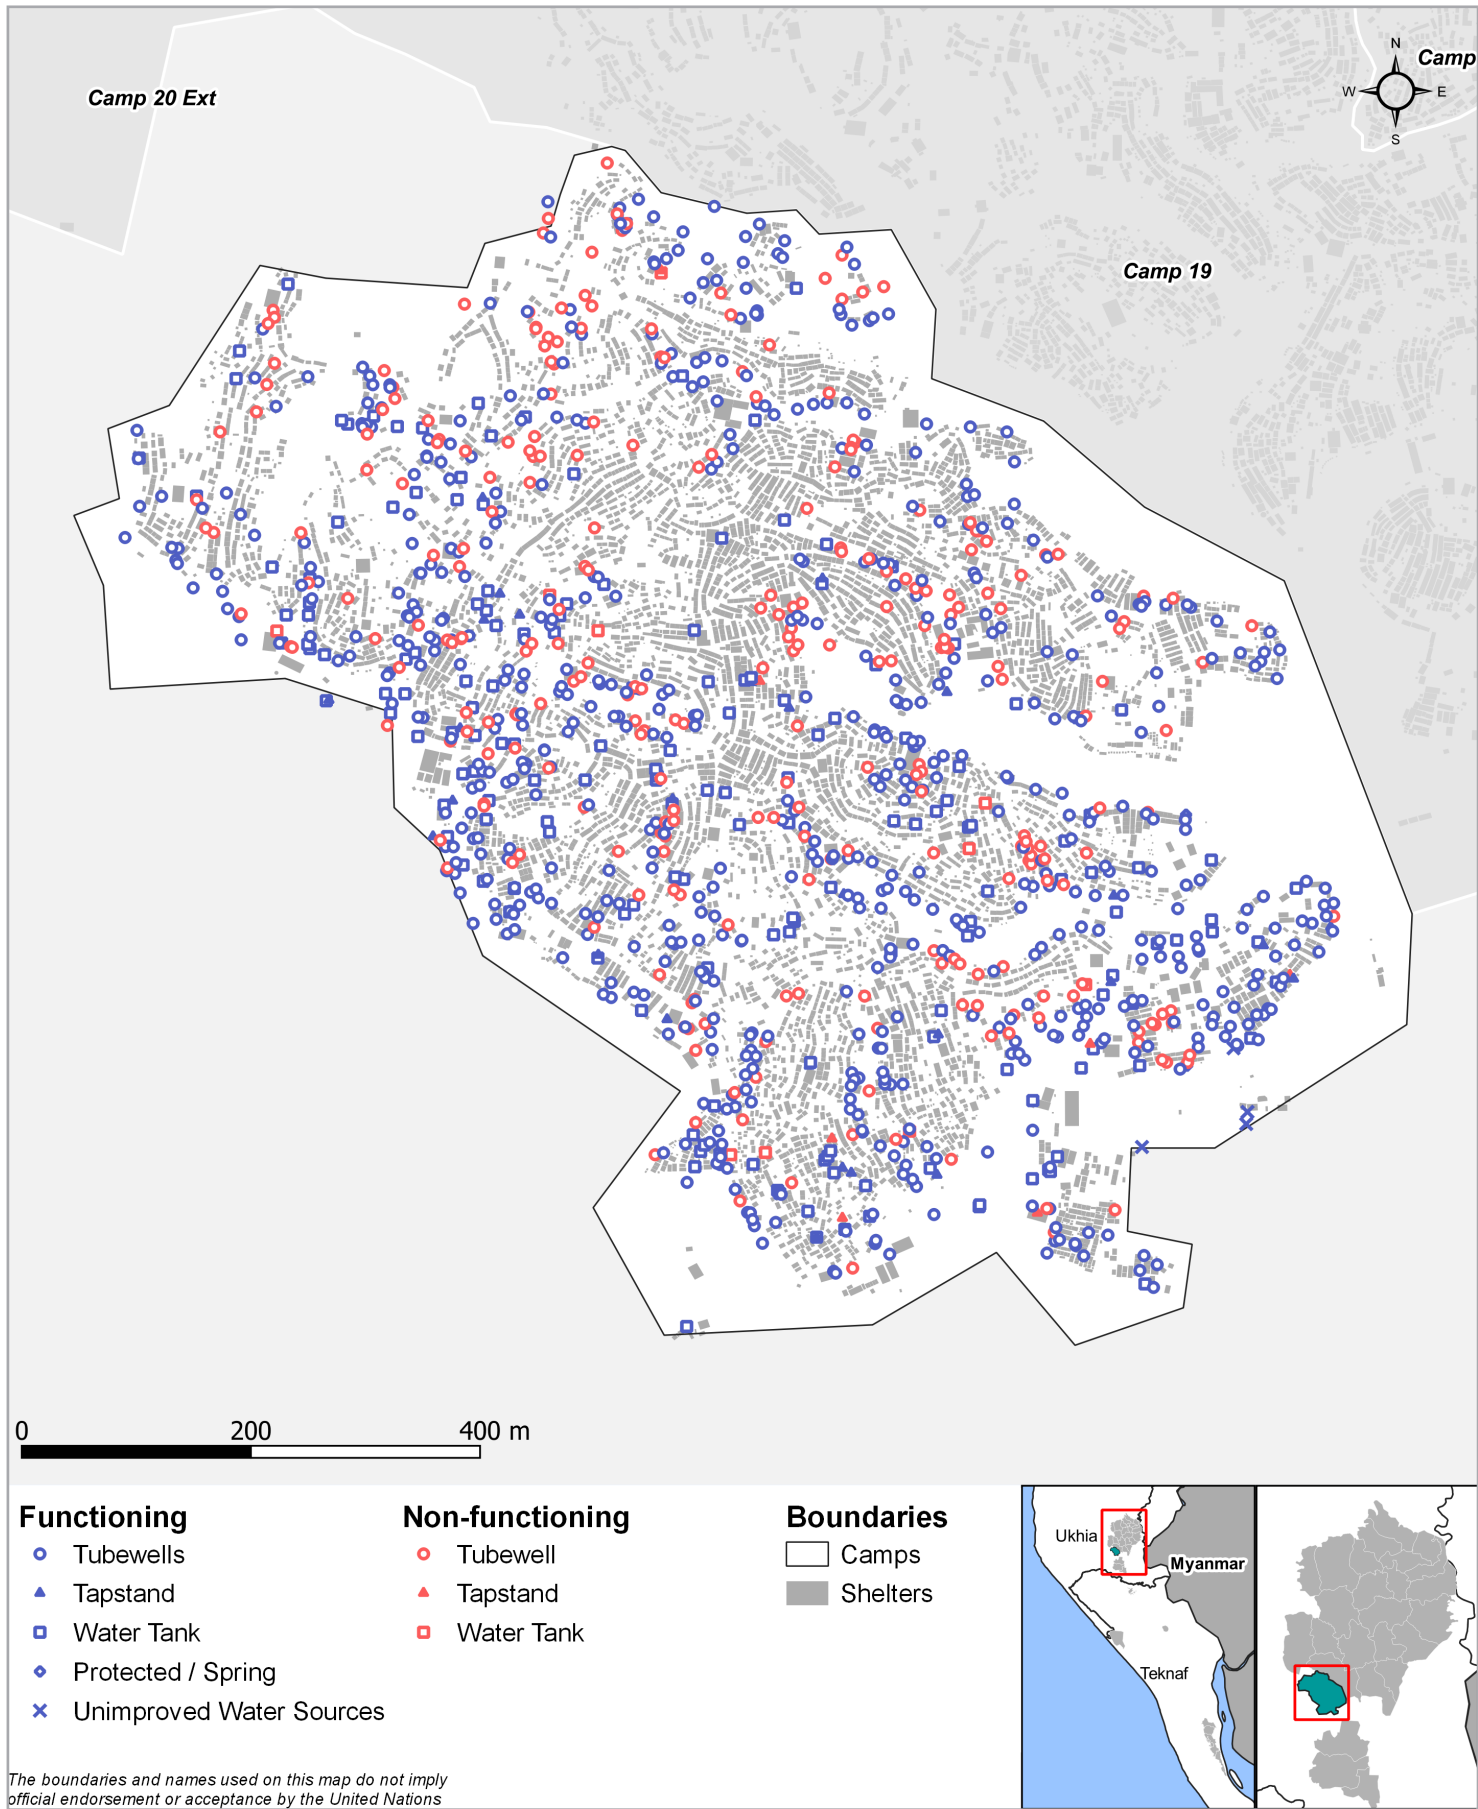 Camp 20 Ext
Camp
N
W
E
S
Camp 19
0
200
400 m
Functioning
Tubewells
Tapstand
Water Tank
Protected / Spring
Unimproved Water Sources
Non-functioning
Tubewell
Tapstand
Water Tank
Boundaries
Camps
Shelters
Ukhia
Myanmar
Teknaf
The boundaries and names used on this map do not imply
official endorsement or acceptance by the United Nations